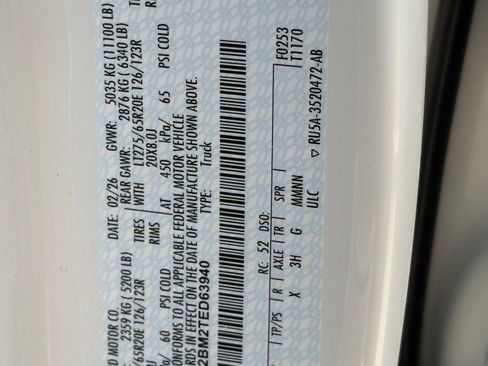 D MOTOR CO. DATE: 02/26 GVWR: 5035 KG (11100 LB)
2359 KG (5200 LB) REAR GAWR: 2876 KG (6340 LB)
65R20E 126/123R TIRES WITH LT275/65R20E 126/123R
RIMS 20X8.0J
kPa/ 60 PSI COLD AT 450 kPa/ 65 PSI COLD
ONFORMS TO ALL APPLICABLE FEDERAL MOTOR VEHICLE
RDS IN EFFECT ON THE DATE OF MANUFACTURE SHOWN ABOVE.
2BM2TED63940 TYPE: Truck
F0253
T1170
RC: 52 DSO:
TP/PS R AXLE TR SPR
X 3H G MMNNN
ULC
RU5A-3520472-AB